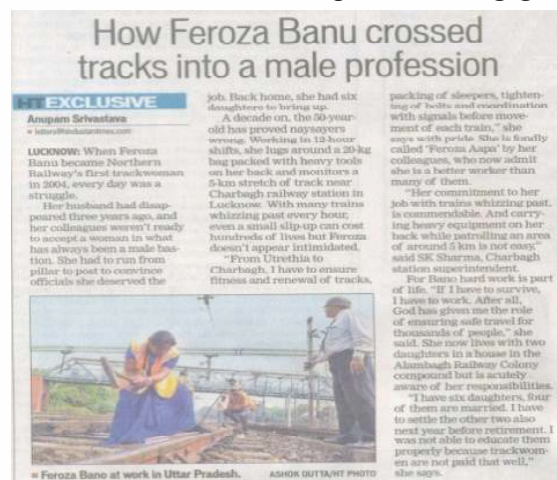 How Feroza Banu crossed
tracks into a male profession
HT EXCLUSIVE
Anupam Srivastava
letters@hindustantimes.com
LUCKNOW: When Feroza
Banu became Northern
Railway's first trackwoman
in 2004, every day was a
struggle.
Her husband had disap-
peared three years ago, and
her colleagues weren't ready
to accept a woman in what
has always been a male bas-
tion. She had to run from
pillar to post to convince
officials she deserved the
job. Back home, she had six
daughters to bring up.
A decade on, the 50-year-
old has proved naysayers
wrong. Working in 12-hour
shifts, she lugs around a 20-kg
bag packed with heavy tools
on her back and monitors a
5-km stretch of track near
Charbagh railway station in
Lucknow. With many trains
whizzing past every hour,
even a small slip-up can cost
hundreds of lives but Feroza
doesn't appear intimidated.
"From Utrethia to
Charbagh, I have to ensure
fitness and renewal of tracks,
packing of sleepers, tighten-
ing of bolts and coordination
with signals before move-
ment of each train," she
says with pride. She is fondly
called 'Feroza Aapa' by her
colleagues, who now admit
she is a better worker than
many of them.
"Her commitment to her
job with trains whizzing past,
is commendable. And carry-
ing heavy equipment on her
back while patrolling an area
of around 5 km is not easy,"
said SK Sharma, Charbagh
station superintendent.
For Bano hard work is part
of life. "If I have to survive,
I have to work. After all,
God has given me the role
of ensuring safe travel for
thousands of people," she
said. She now lives with two
daughters in a house in the
Alambagh Railway Colony
compound but is acutely
aware of her responsibilities.
"I have six daughters, four
of them are married. I have
to settle the other two also
next year before retirement. I
was not able to educate them
properly because trackwom-
en are not paid that well,"
she says.
Feroza Bano at work in Uttar Pradesh. ASHOK DUTTA/HT PHOTO